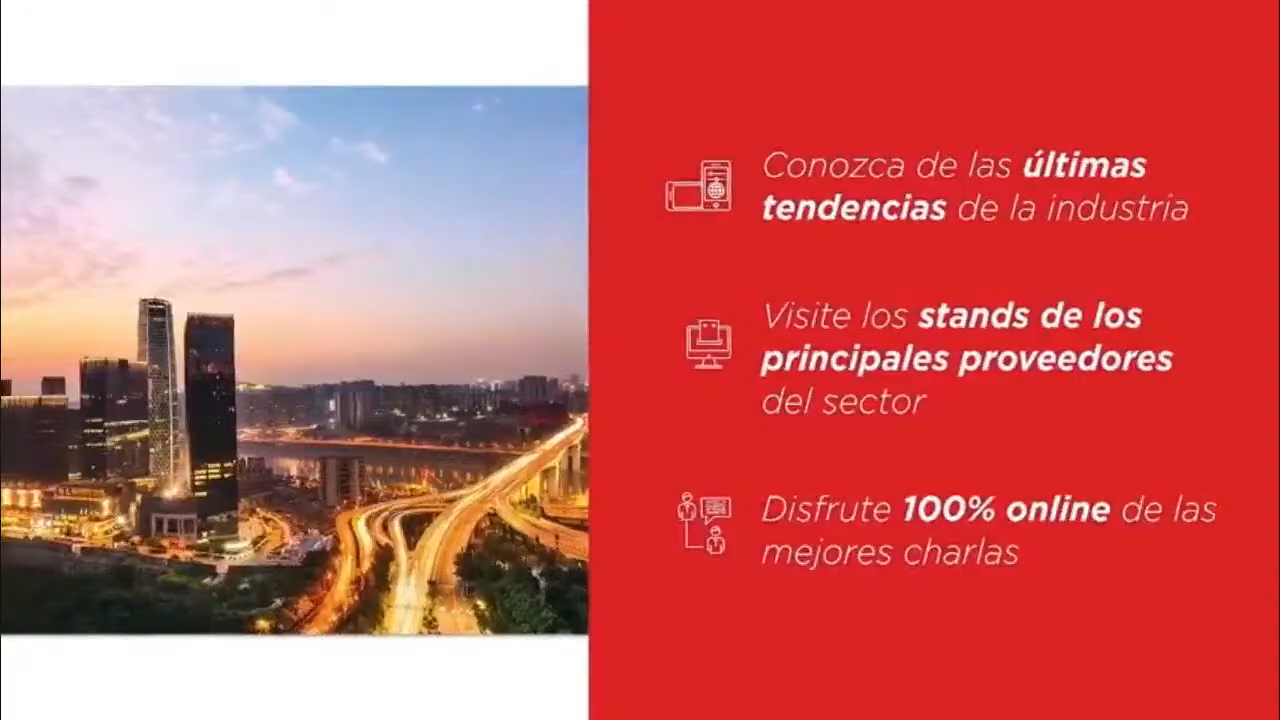 Conozca de las últimas
tendencias de la industria
Visite los stands de los
principales proveedores
del sector
Disfrute 100% online de las
mejores charlas